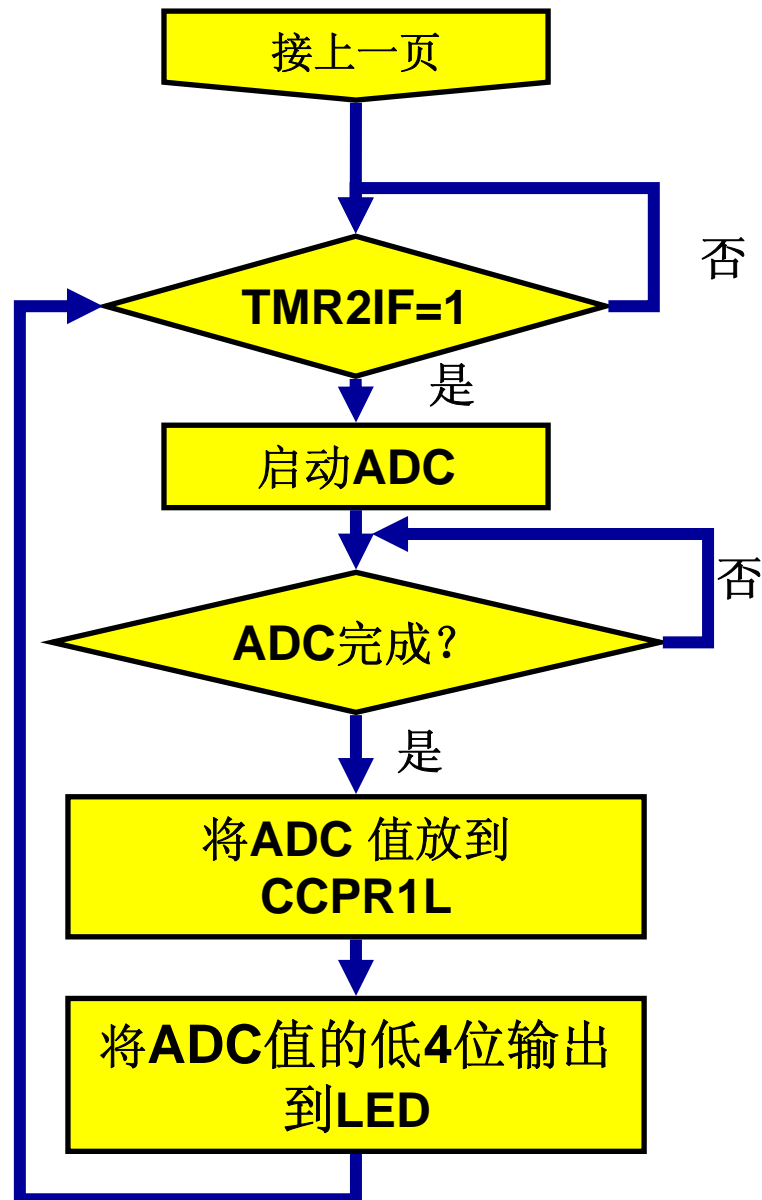 接上一页
否
TMR2IF=1
是
启动ADC
否
ADC完成？
是
将ADC 值放到
CCPR1L
将ADC值的低4位输出
到LED